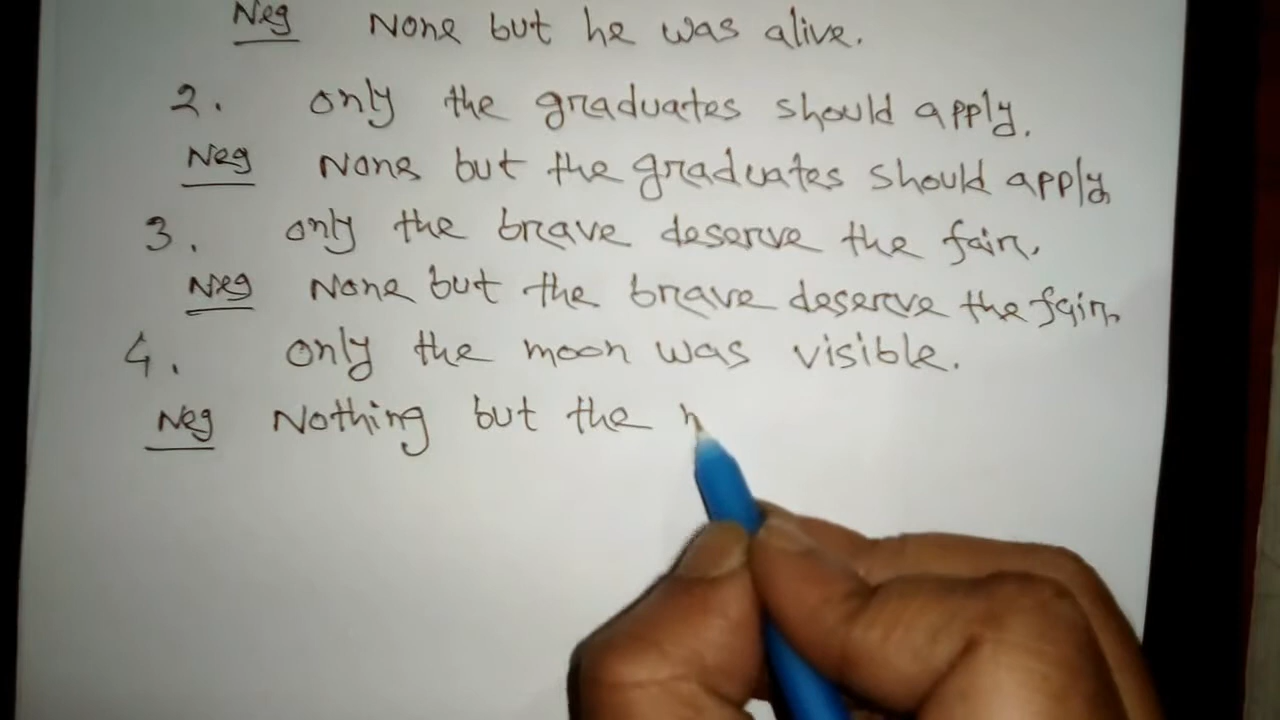 Neg None but he was alive.
2. only the graduates should apply.
Neg None but the graduates should apply,
3. only the brave deserve the fair.
Neg None but the brave deserve the fair.
4. only the moon was visible.
Neg Nothing but the